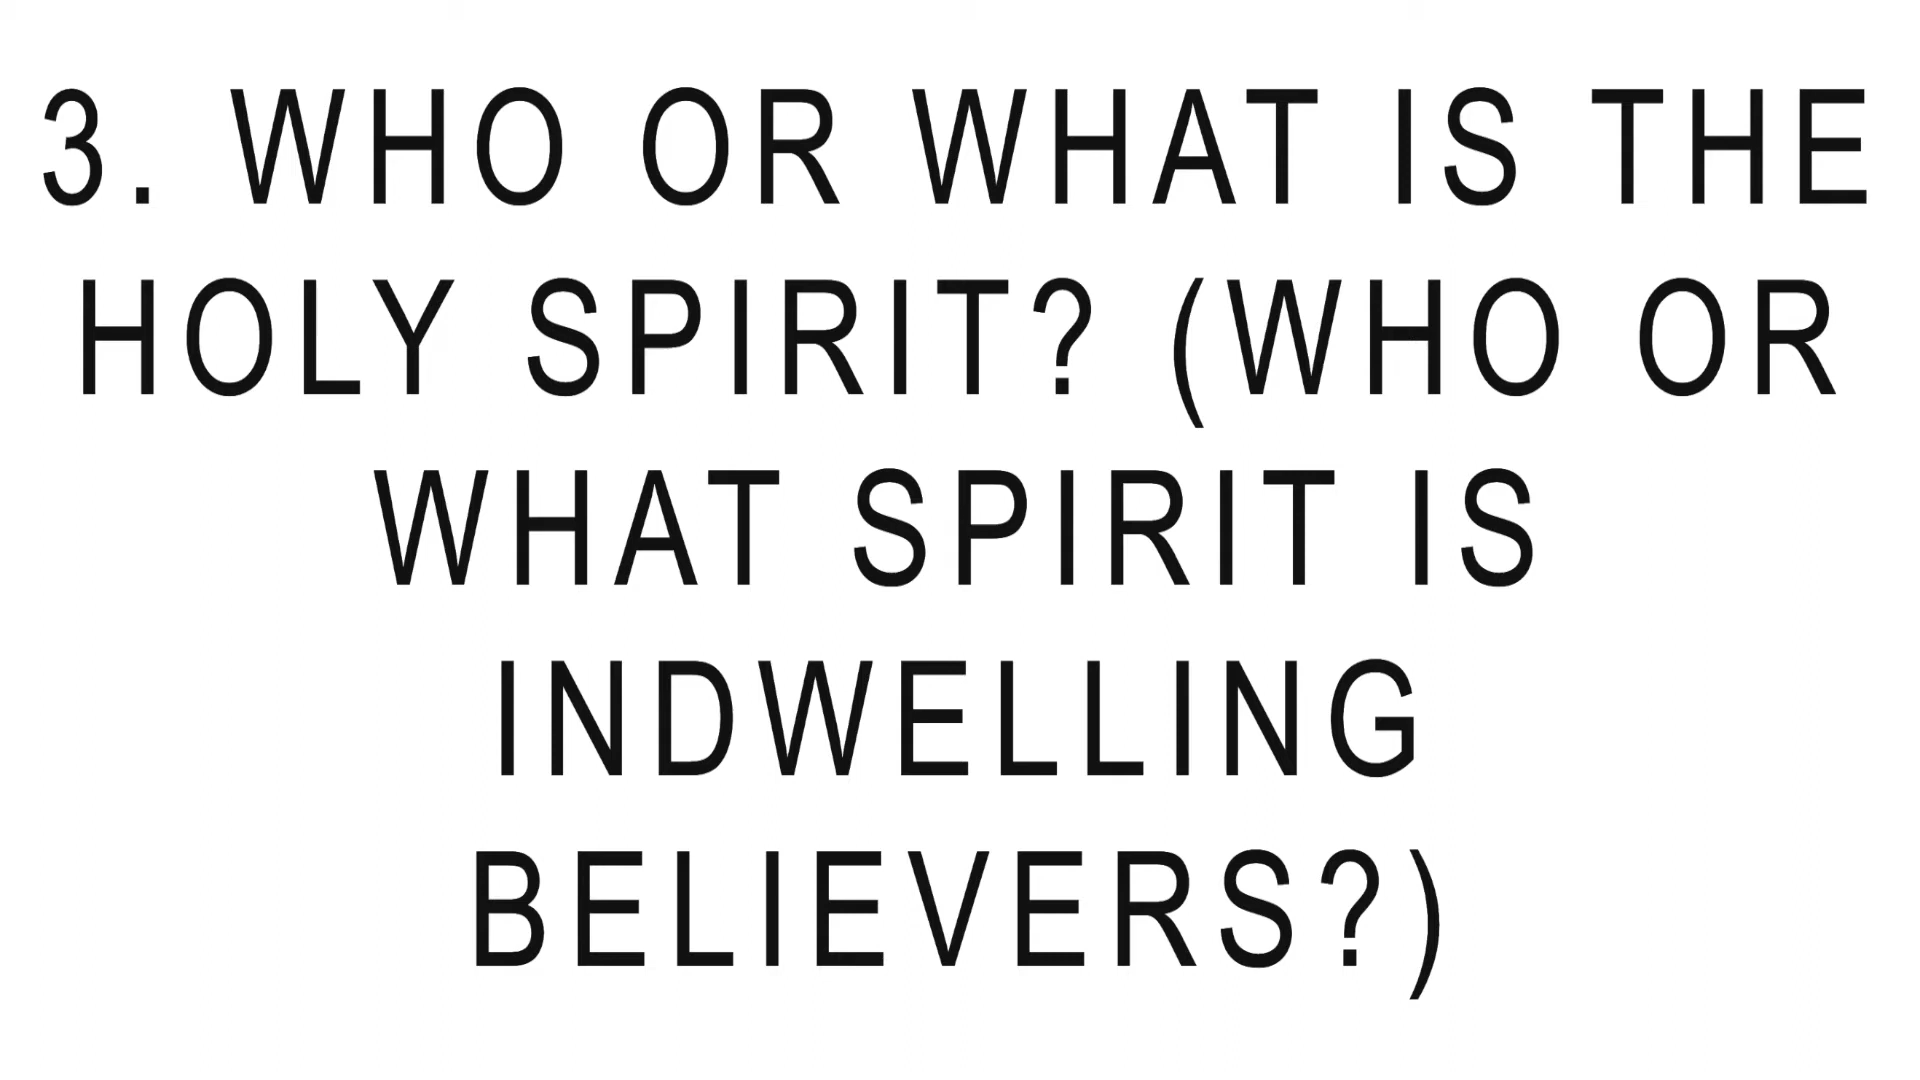 3. WHO OR WHAT IS THE
HOLY SPIRIT? (WHO OR
WHAT SPIRIT IS
INDWELLING
BELIEVERS?)